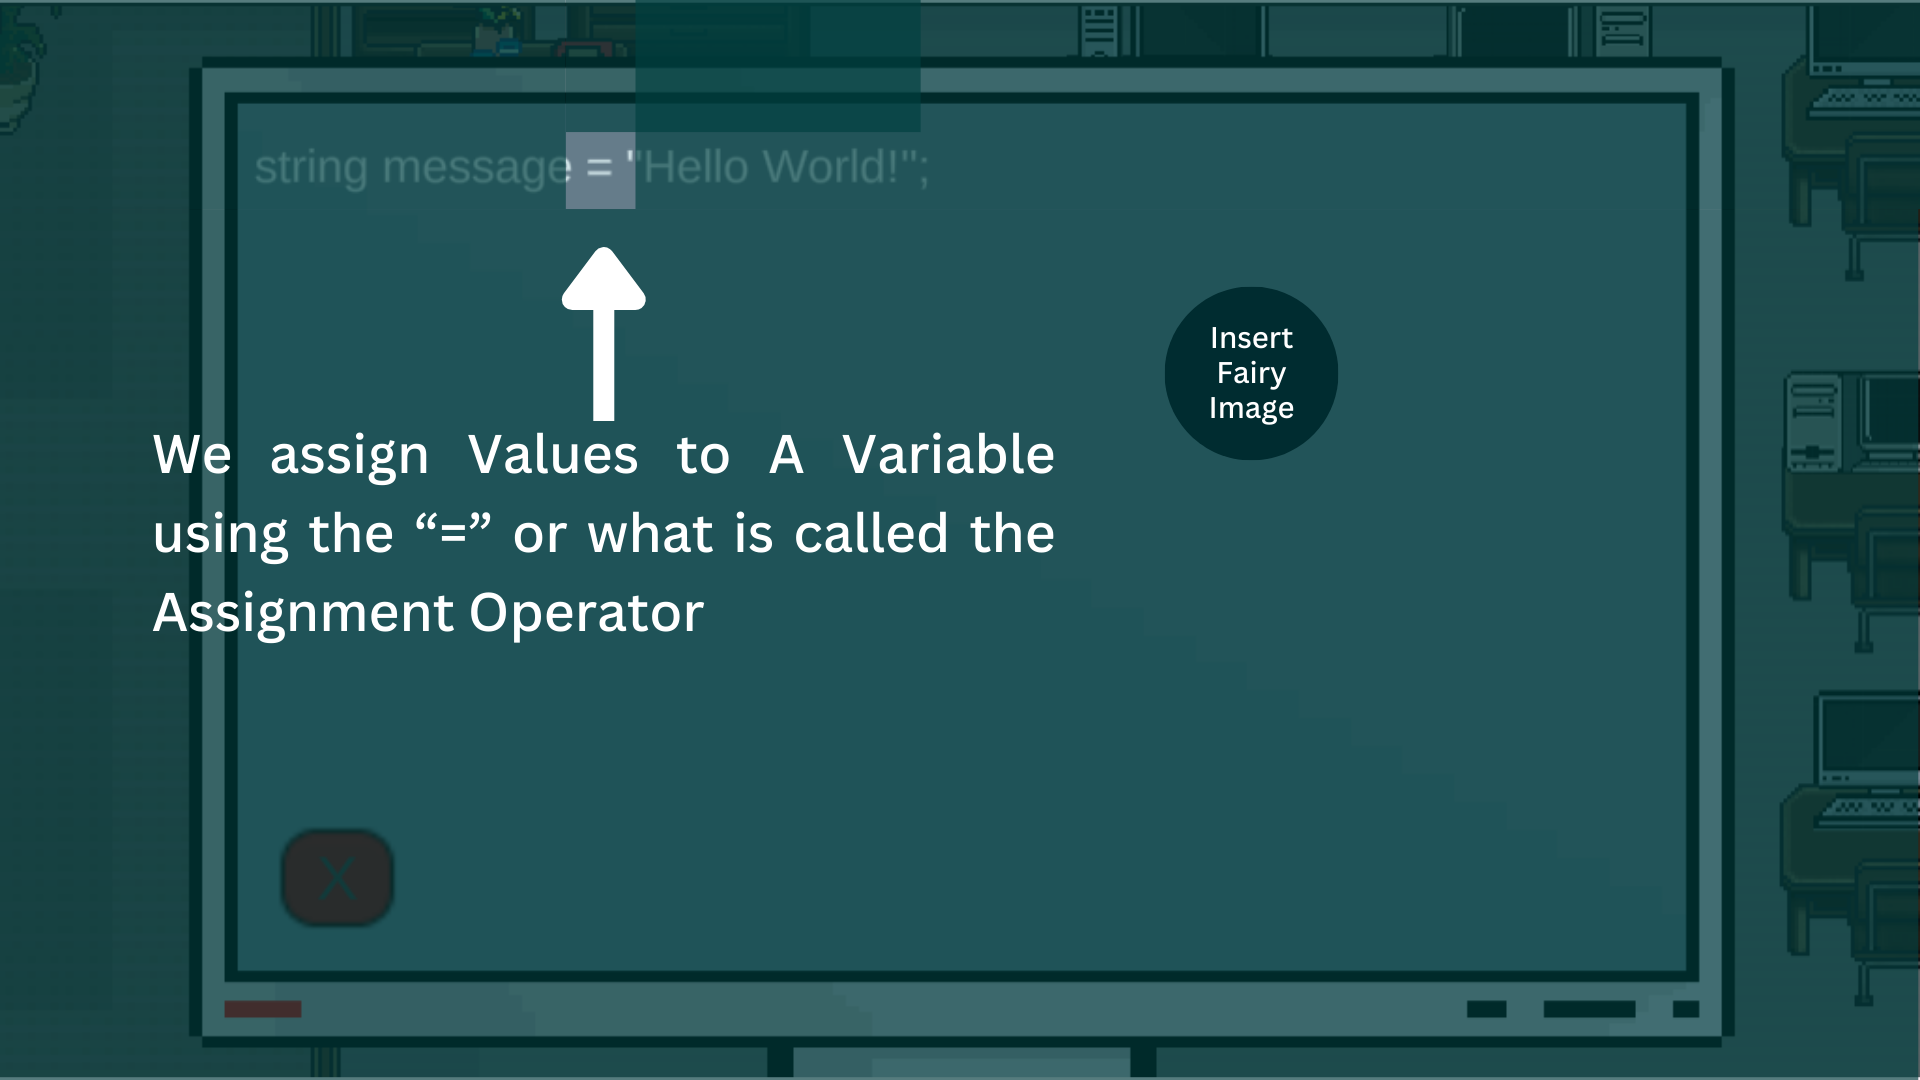 string message = "Hello World!";
Insert
Fairy
Image
We assign Values to A Variable
using the “=” or what is called the
Assignment Operator
X